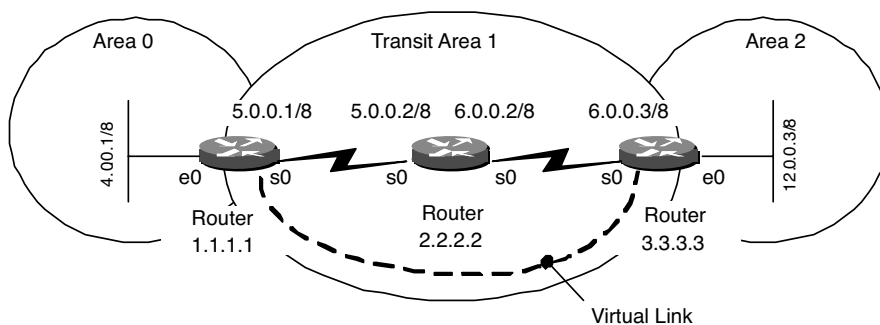 Area 0
Transit Area 1
Area 2
5.0.0.1/8
5.0.0.2/8
6.0.0.2/8
6.0.0.3/8
4.00.1/8
12.0.0.3/8
e0
s0
s0
s0
s0
e0
Router
1.1.1.1
Router
2.2.2.2
Router
3.3.3.3
Virtual Link